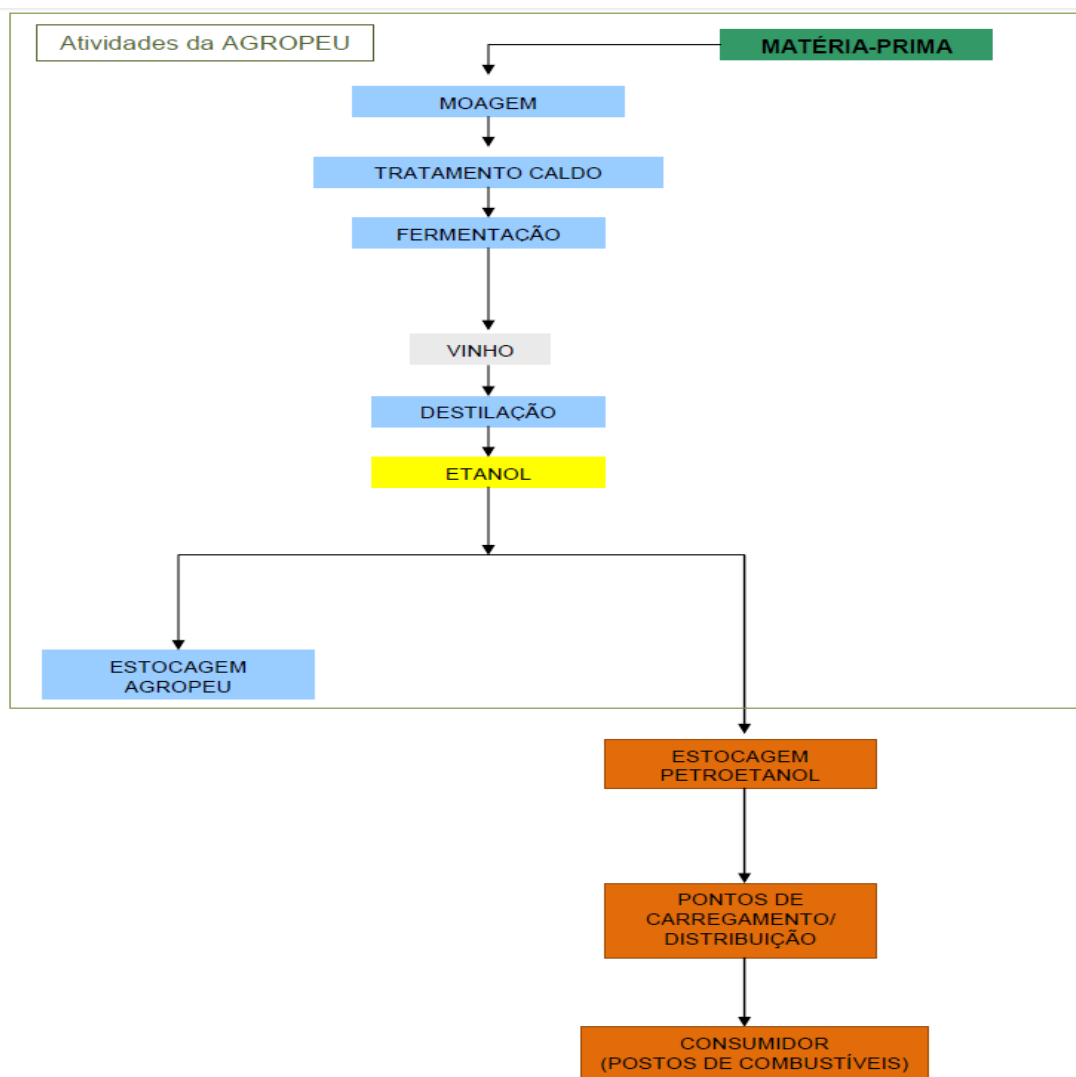 Atividades da AGROPEU
MATÉRIA-PRIMA
MOAGEM
TRATAMENTO CALDO
FERMENTAÇÃO
VINHO
DESTILAÇÃO
ETANOL
ESTOCAGEM
AGROPEU
ESTOCAGEM
PETROETANOL
PONTOS DE
CARREGAMENTO/
DISTRIBUIÇÃO
CONSUMIDOR
(POSTOS DE COMBUSTÍVEIS)